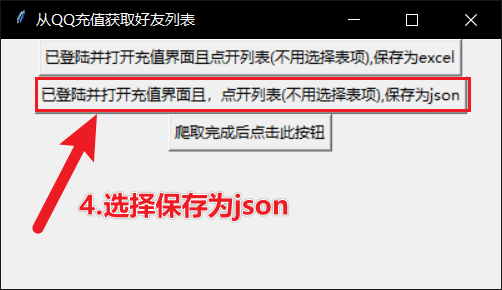 从QQ充值获取好友列表
已登陆并打开充值界面且点开列表(不用选择表项),保存为excel
已登陆并打开充值界面且，点开列表(不用选择表项),保存为json
爬取完成后点击此按钮
4.选择保存为json